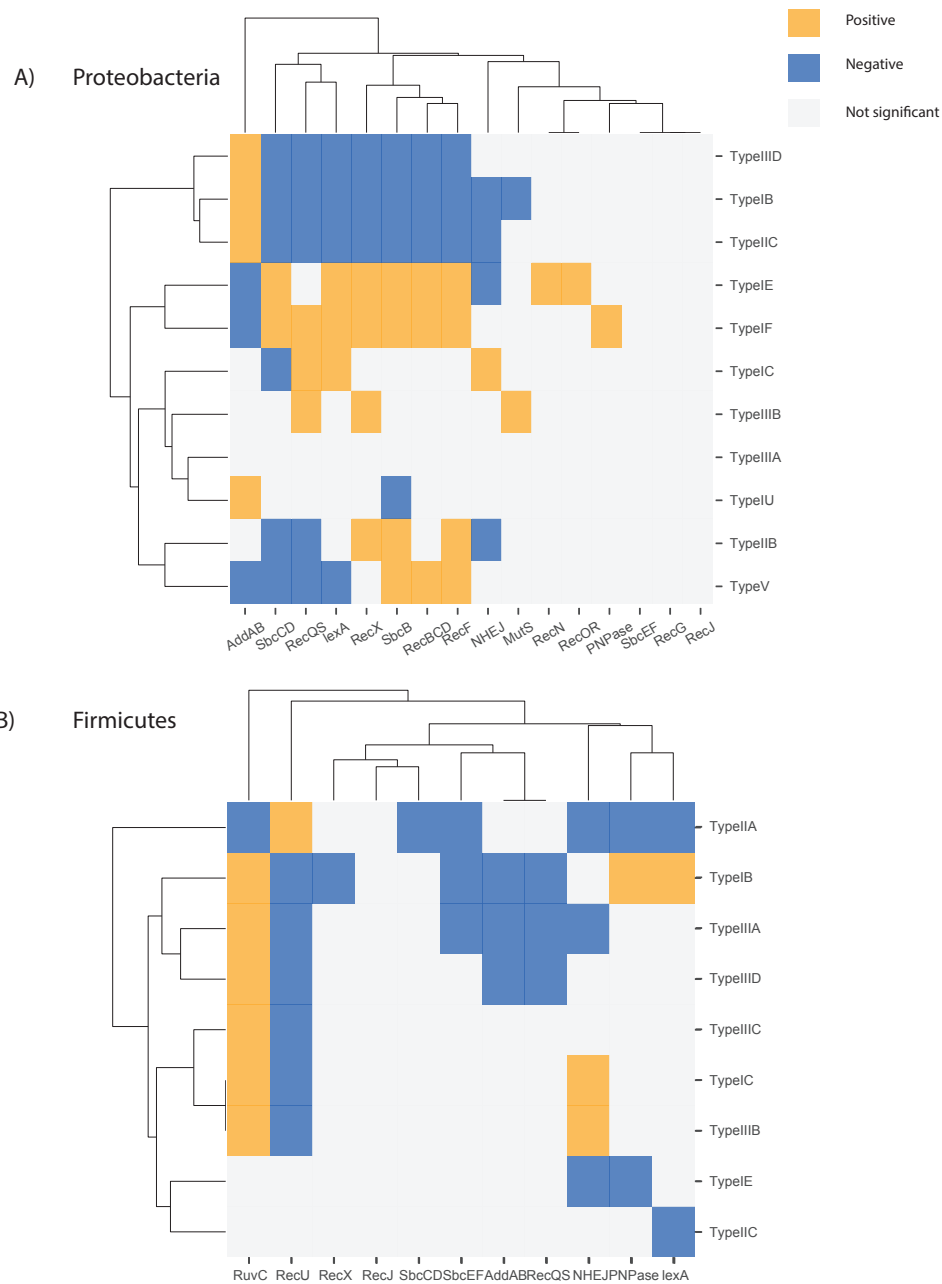 Positive
A) Proteobacteria
Negative
Not significant
TypeIIID
TypeIB
TypeIIC
TypeIE
TypeIF
TypeIC
TypeIIIB
TypeIIIA
TypeIU
TypeIIB
TypeV
AddAB SbcCD RecQS lexA RecX SbcB RecBCD RecF NHEJ MutS RecN RecOR PNPase SbcEF RecG RecJ
B) Firmicutes
TypeIIA
TypeIB
TypeIIIA
TypeIIID
TypeIIIC
TypeIC
TypeIIIB
TypeIE
TypeIIC
RuvC RecU RecX RecJ SbcCD SbcEF AddAB RecQS NHEJ PNPase lexA